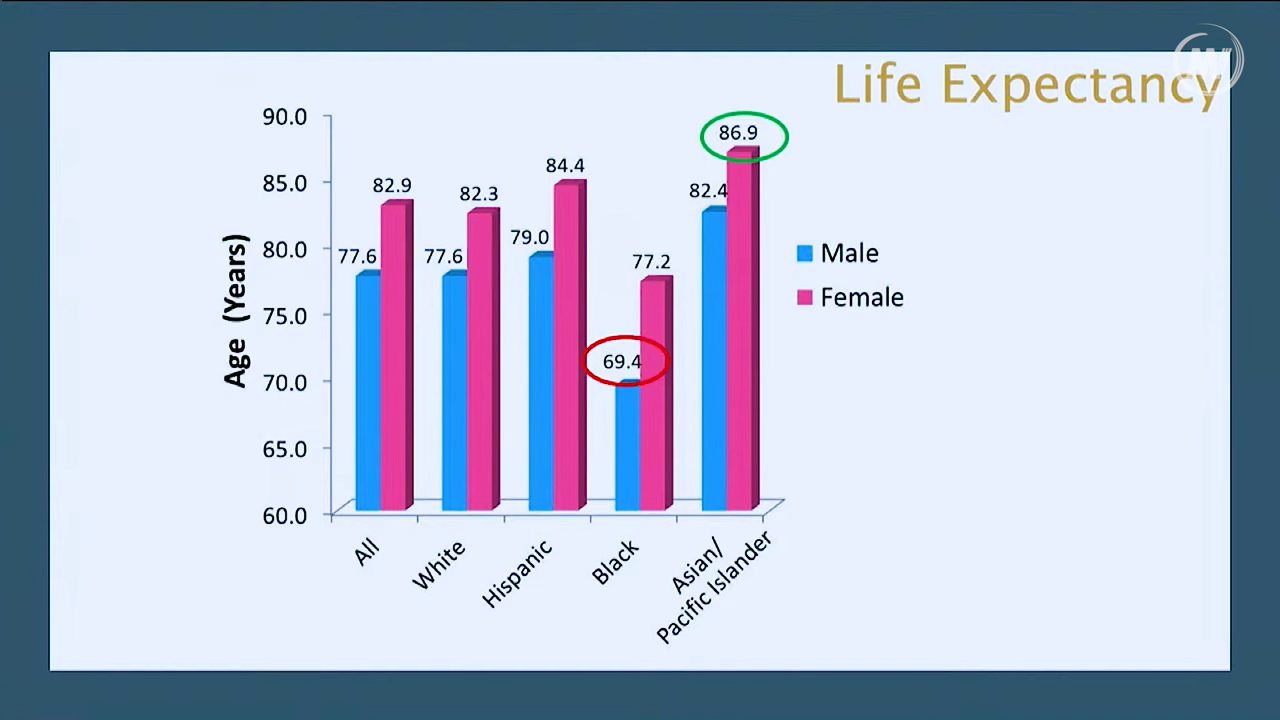 Life Expectancy
90.0
85.0
80.0
75.0
70.0
65.0
60.0
Age (Years)
77.6
82.9
77.6
82.3
79.0
84.4
69.4
77.2
82.4
86.9
Male
Female
All
White
Hispanic
Black
Asian/
Pacific Islander